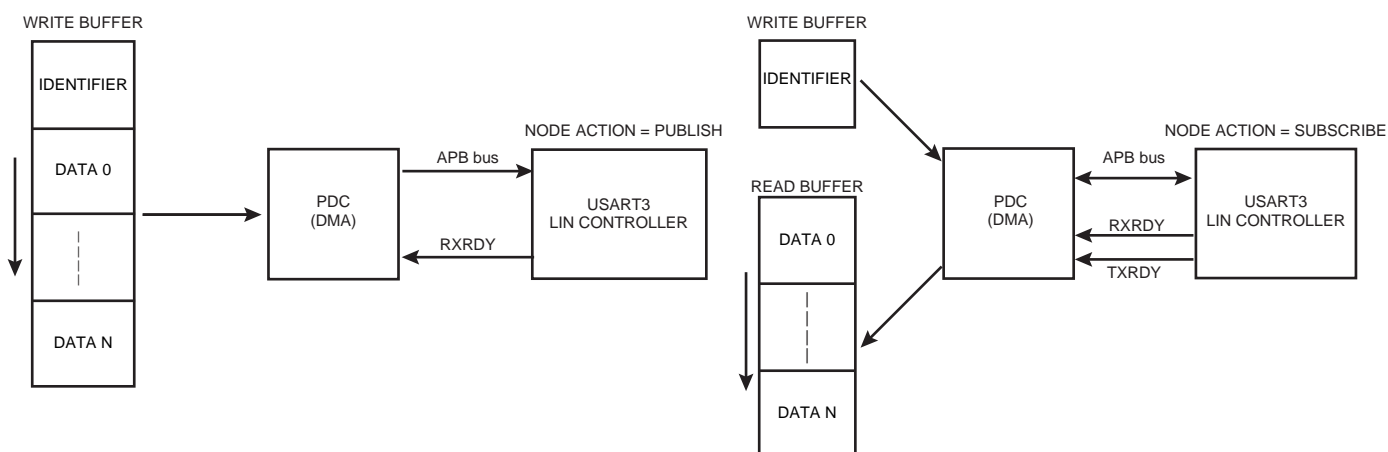 WRITE BUFFER
IDENTIFIER
DATA 0
DATA N
PDC
(DMA)
APB bus
RXRDY
NODE ACTION = PUBLISH
USART3
LIN CONTROLLER
WRITE BUFFER
IDENTIFIER
READ BUFFER
DATA 0
DATA N
PDC
(DMA)
APB bus
RXRDY
TXRDY
NODE ACTION = SUBSCRIBE
USART3
LIN CONTROLLER